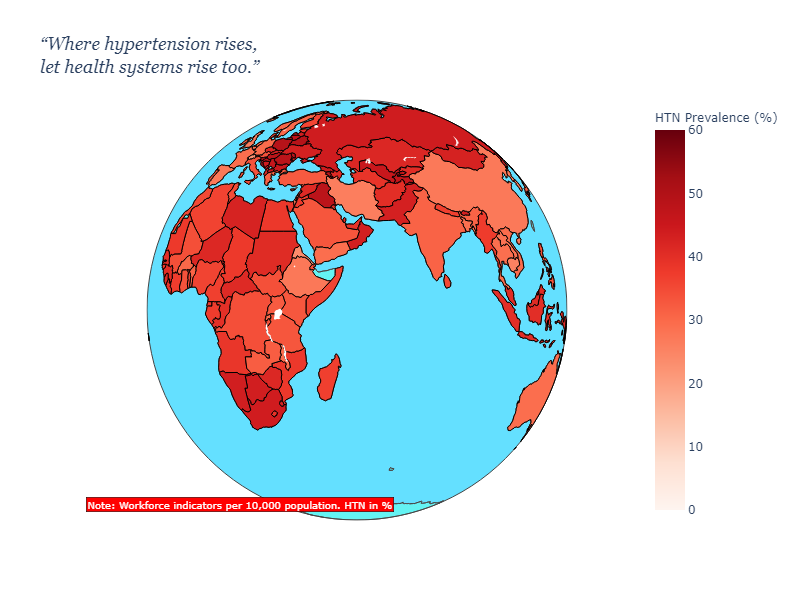 “Where hypertension rises,
let health systems rise too.”
HTN Prevalence (%)
60
50
40
30
20
10
0
Note: Workforce indicators per 10,000 population. HTN in %